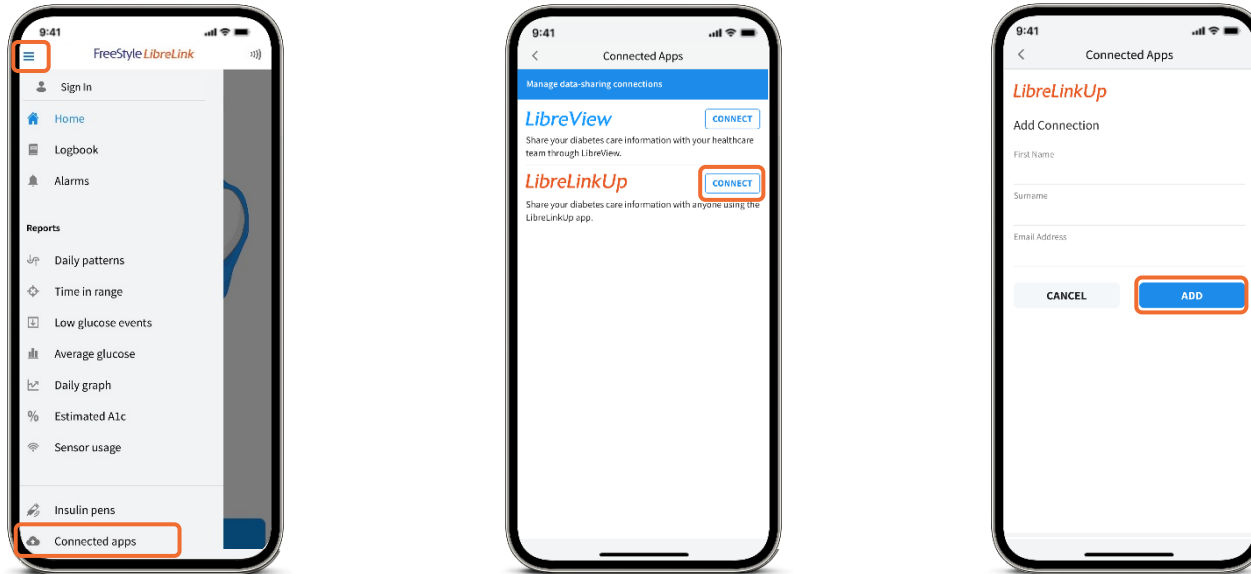 9:41
FreeStyle LibreLink
Sign In
Home
Logbook
Alarms
Reports
Daily patterns
Time in range
Low glucose events
Average glucose
Daily graph
% Estimated A1c
Sensor usage
Insulin pens
Connected apps
9:41
Connected Apps
Manage data-sharing connections
LibreView
CONNECT
Share your diabetes care information with your healthcare
team through LibreView.
LibreLinkUp
CONNECT
Share your diabetes care information with anyone using the
LibreLinkUp app.
9:41
Connected Apps
LibreLinkUp
Add Connection
First Name
Surname
Email Address
CANCEL
ADD